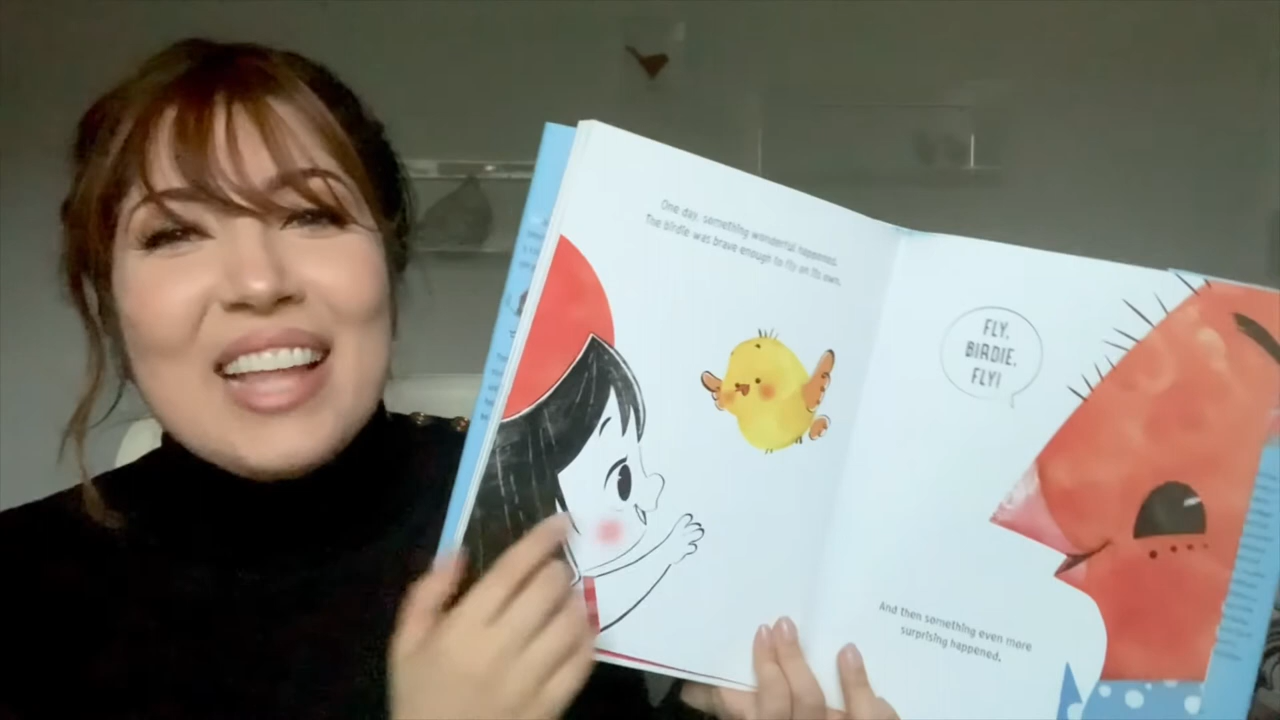 One day, something wonderful happened.
The birdie was brave enough to fly on its own.
FLY,
BIRDIE,
FLY!
And then something even more
surprising happened.